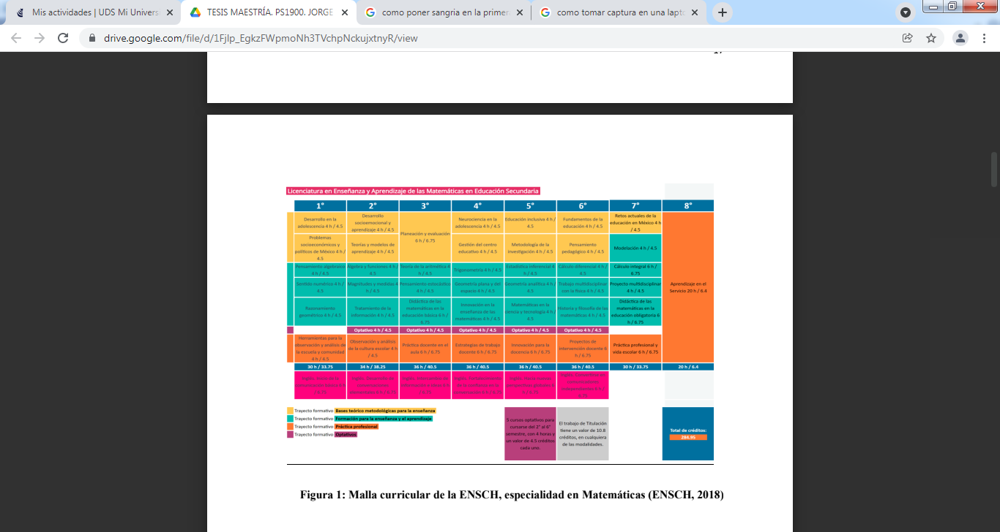 Mis actividades | UDS Mi Univers
TESIS MAESTRÍA. PS1900. JORGE
como poner sangria en la primer
como tomar captura en una lapto
drive.google.com/file/d/1Fjlp_EgkzFWpmoNh3TVchpNckujxtnyR/view
17
Licenciatura en Enseñanza y Aprendizaje de las Matemáticas en Educación Secundaria
1° 2° 3° 4° 5° 6° 7° 8°
Desarrollo en la
adolescencia 4 h / 4.5
Desarrollo
socioemocional y
aprendizaje 4 h / 4.5
Planeación y evaluación
6 h / 6.75
Neurociencia en la
adolescencia 4 h / 4.5
Educación inclusiva 4 h /
4.5
Fundamentos de la
educación 4 h / 4.5
Retos actuales de la
educación en México 4 h
/ 4.5
Aprendizaje en el
Servicio 20 h / 6.4
Problemas
socioeconómicos y
políticos de México 4 h /
4.5
Teorías y modelos de
aprendizaje 4 h / 4.5
Gestión del centro
educativo 4 h / 4.5
Metodología de la
investigación 4 h / 4.5
Pensamiento
pedagógico 4 h / 4.5
Modelación 4 h / 4.5
Pensamiento algebraico
4 h / 4.5
Álgebra y funciones 4 h /
4.5
Teoría de la aritmética 4
h / 4.5
Trigonometría 4 h / 4.5
Estadística inferencial 4
h / 4.5
Cálculo diferencial 4 h /
4.5
Cálculo integral 6 h /
6.75
Sentido numérico 4 h /
4.5
Magnitudes y medidas 4
h / 4.5
Pensamiento estocástico
4 h / 4.5
Geometría plana y del
espacio 4 h / 4.5
Geometría analítica 4 h /
4.5
Trabajo multidisciplinar
con la física 4 h / 4.5
Proyecto multidisciplinar
4 h / 4.5
Razonamiento
geométrico 4 h / 4.5
Tratamiento de la
información 4 h / 4.5
Didáctica de las
matemáticas en la
educación básica 6 h /
6.75
Innovación en la
enseñanza de las
matemáticas 4 h / 4.5
Matemáticas en la
ciencia y tecnología 4 h /
4.5
Historia y filosofía de las
matemáticas 4 h / 4.5
Didáctica de las
matemáticas en la
educación obligatoria 6
h / 6.75
Optativo 4 h / 4.5 Optativo 4 h / 4.5 Optativo 4 h / 4.5 Optativo 4 h / 4.5 Optativo 4 h / 4.5
Herramientas para la
observación y análisis de
la escuela y comunidad
4 h / 4.5
Observación y análisis
de la cultura escolar 4 h
/ 4.5
Práctica docente en el
aula 6 h / 6.75
Estrategias de trabajo
docente 6 h / 6.75
Innovación para la
docencia 6 h / 6.75
Proyectos de
intervención docente 6
h / 6.75
Práctica profesional y
vida escolar 6 h / 6.75
30 h / 33.75 34 h / 38.25 36 h / 40.5 36 h / 40.5 36 h / 40.5 36 h / 40.5 30 h / 33.75 20 h / 6.4
Inglés. Inicio de la
comunicación básica 6 h
/ 6.75
Inglés. Desarrollo de
conversaciones
elementales 6 h / 6.75
Inglés. Intercambio de
información e ideas 6 h
/ 6.75
Inglés. Fortalecimiento
de la confianza en la
conversación 6 h / 6.75
Inglés. Hacia nuevas
perspectivas globales 6
h / 6.75
Trayecto formativo Bases teórico metodológicas para la enseñanza
Trayecto formativo Formación para la enseñanza y el aprendizaje
Trayecto formativo Práctica profesional
Trayecto formativo Optativos
5 cursos optativos para
cursarse del 2° al 6°
semestre, con 4 horas y
un valor de 4.5 créditos
cada uno.
El trabajo de Titulación
tiene un valor de 10.8
créditos, en cualquiera
de las modalidades.
Total de créditos:
284.95
Figura 1: Malla curricular de la ENSCH, especialidad en Matemáticas (ENSCH, 2018)